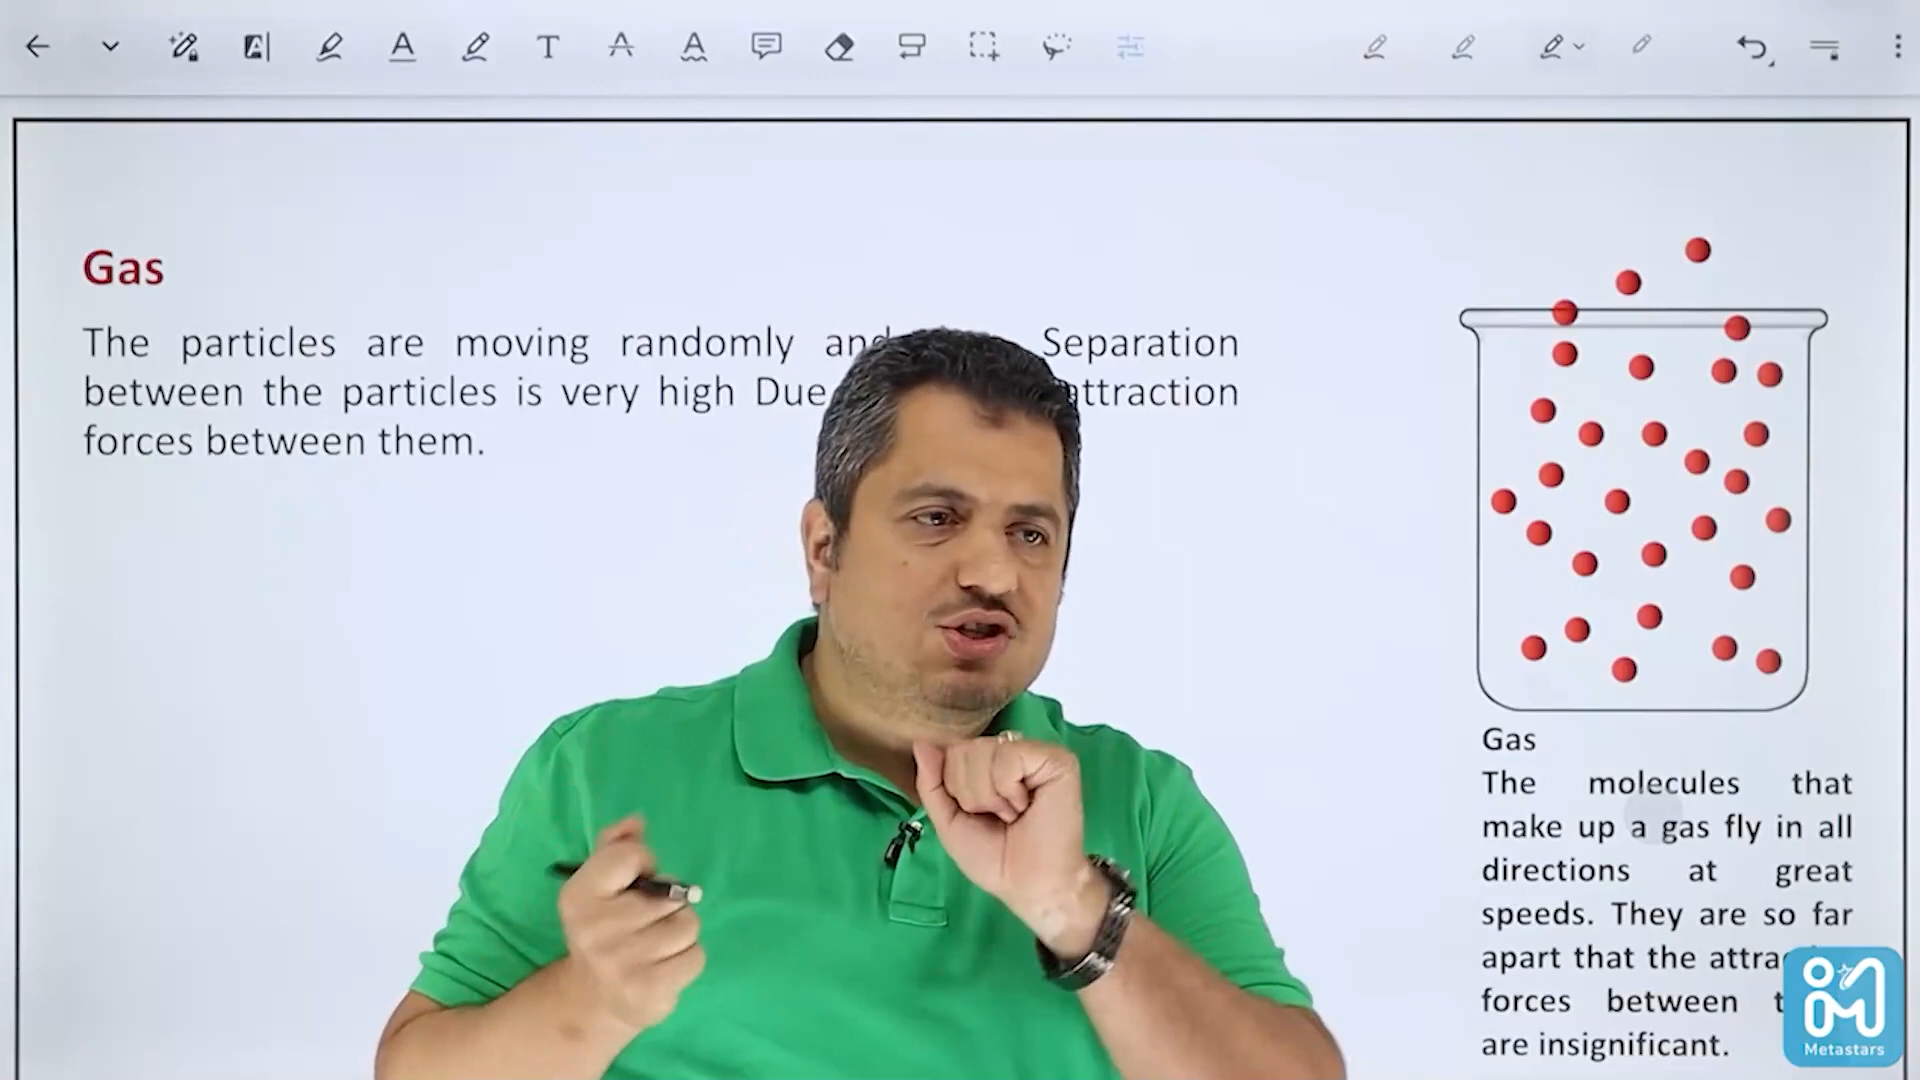 Gas
The particles are moving randomly and Separation
between the particles is very high Due attraction
forces between them.
Gas
The molecules that
make up a gas fly in all
directions at great
speeds. They are so far
apart that the
forces between
are insignificant.
Metastars